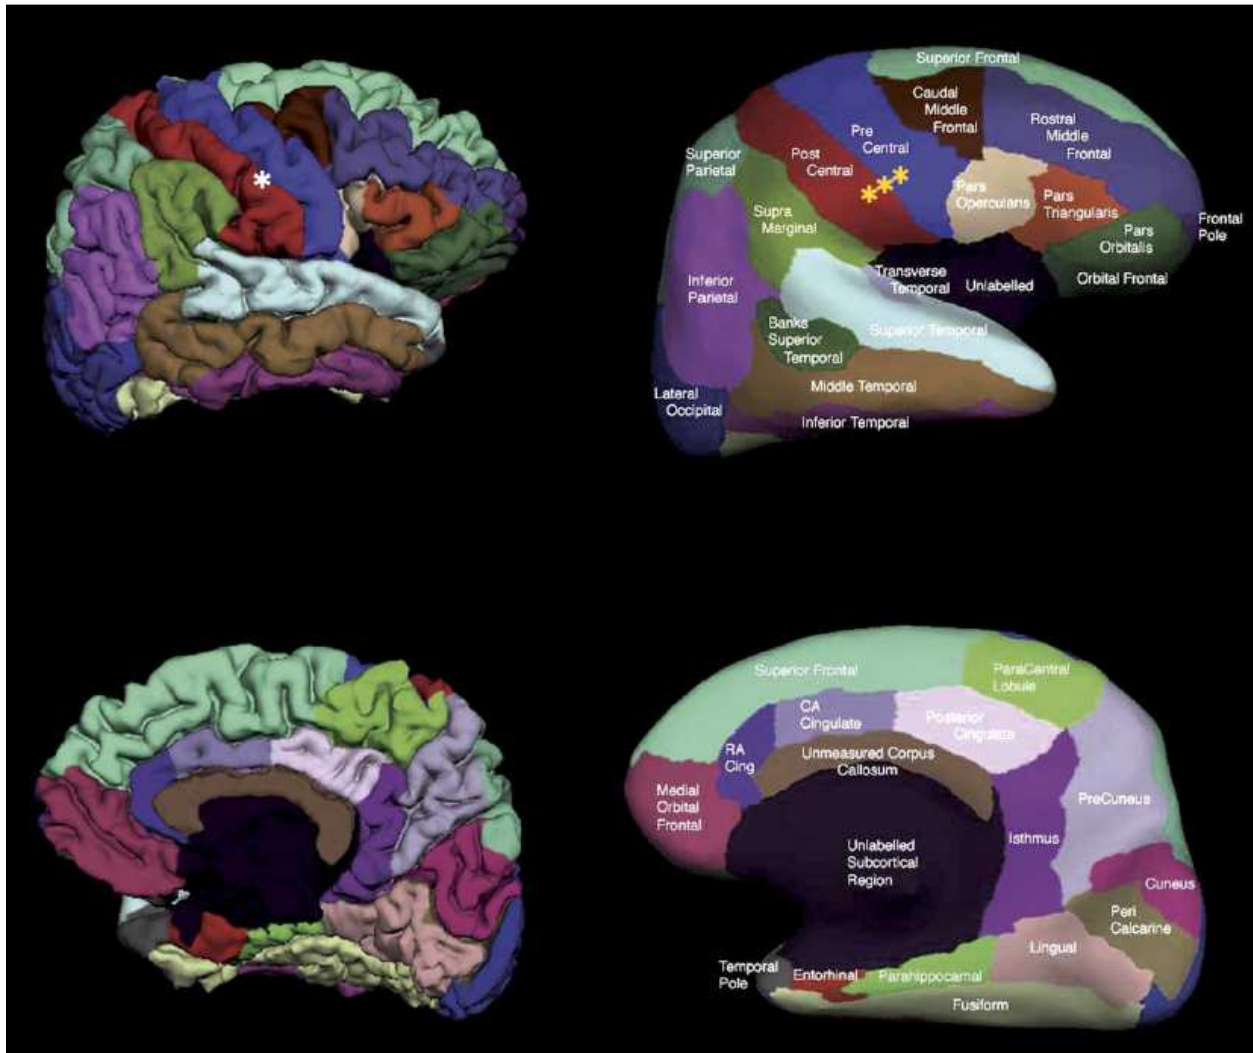 Superior Frontal
Caudal
Middle
Frontal
Rostral
Middle
Frontal
Pre
Central
Post
Central
Superior
Parietal
Supra
Marginal
Pars
Opercularis
Pars
Triangularis
Pars
Orbitalis
Frontal
Pole
Orbital Frontal
Transverse
Temporal
Unlabelled
Inferior
Parietal
Banks
Superior
Temporal
Superior Temporal
Middle Temporal
Lateral
Occipital
Inferior Temporal
Superior Frontal
ParaCentral
Lobule
CA
Cingulate
Posterior
Cingulate
RA
Cing
Unmeasured Corpus
Callosum
Medial
Orbital
Frontal
PreCuneus
Isthmus
Unlabelled
Subcortical
Region
Cuneus
Peri
Calcarine
Lingual
Temporal
Pole
Entorhinal
Parahippocamal
Fusiform